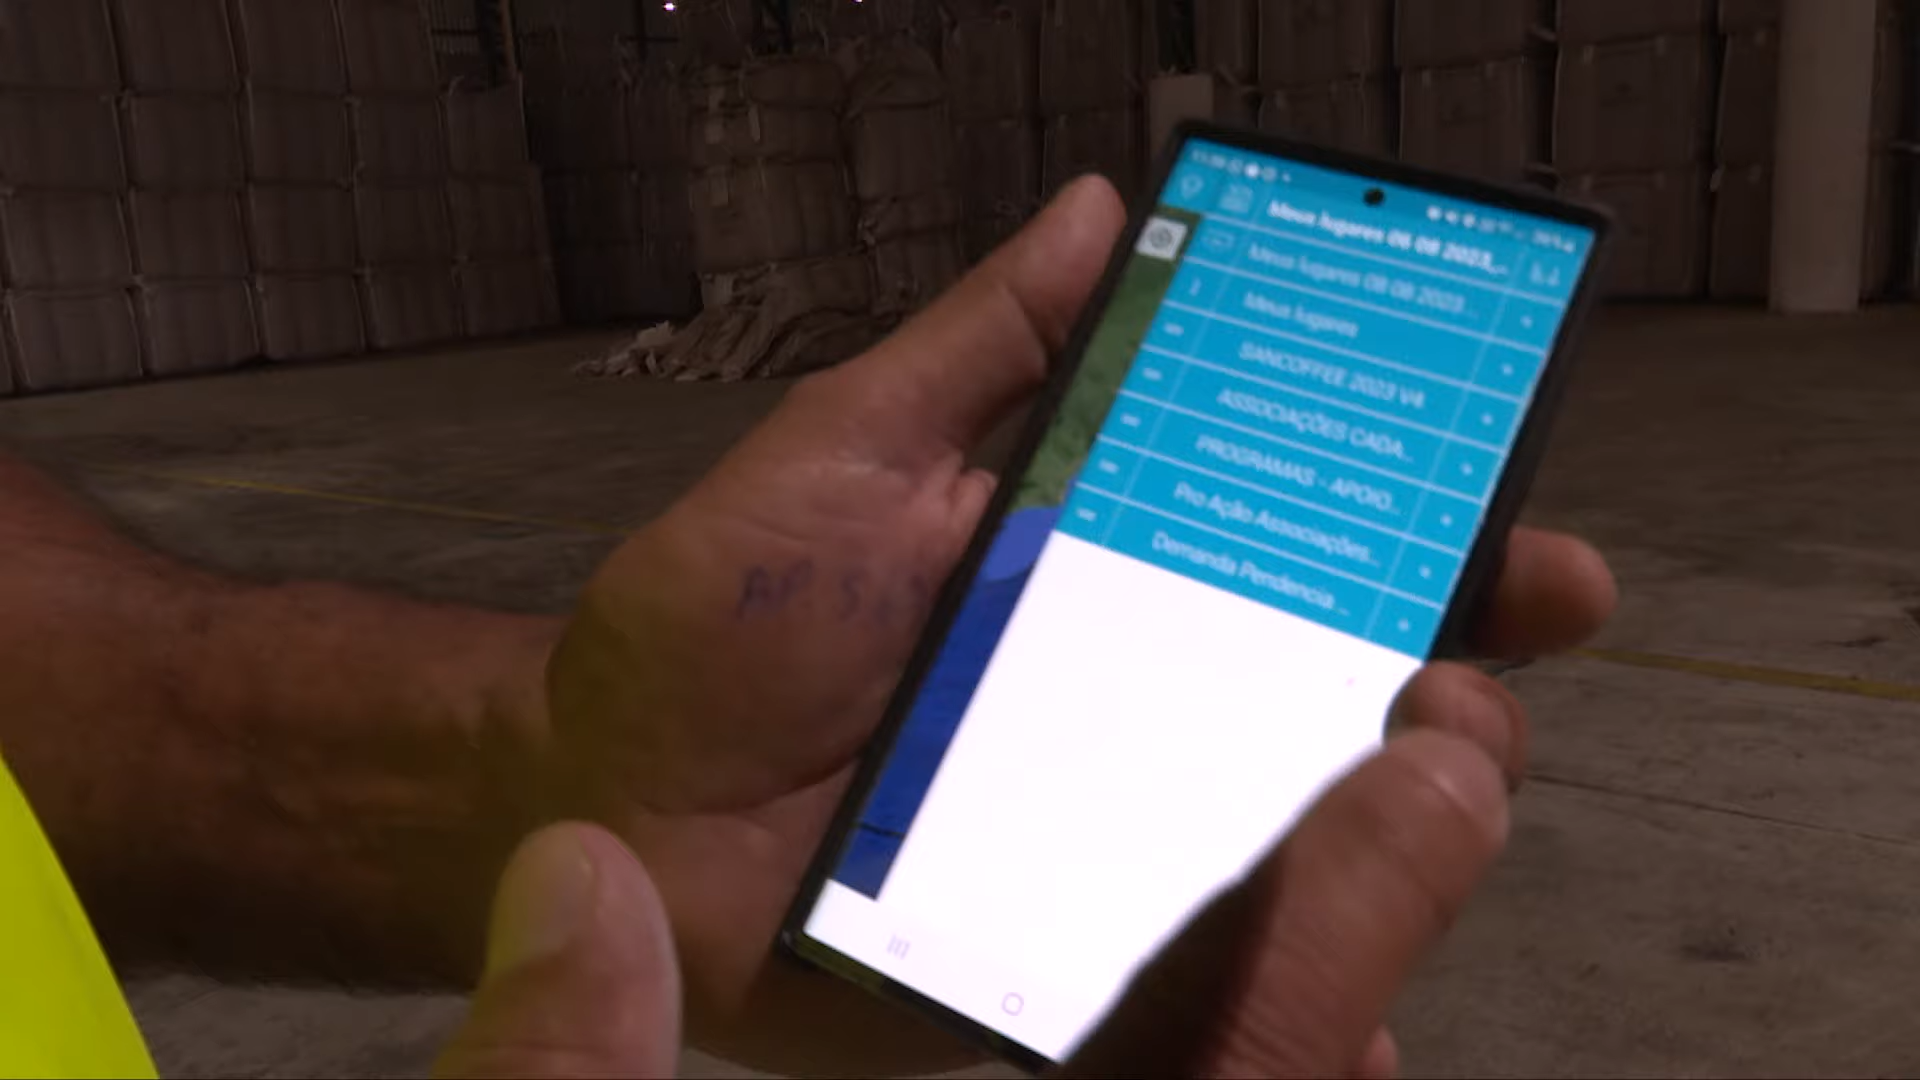 Meus lugares 08 08 2023_...
Meus lugares 08 08 2023 ...
Meus lugares
SANCOFFEE 2023 V4
ASSOCIAÇÕES CADA...
PROGRAMAS - APOIO...
Pro Ação Associações...
Demanda Pendencia ...